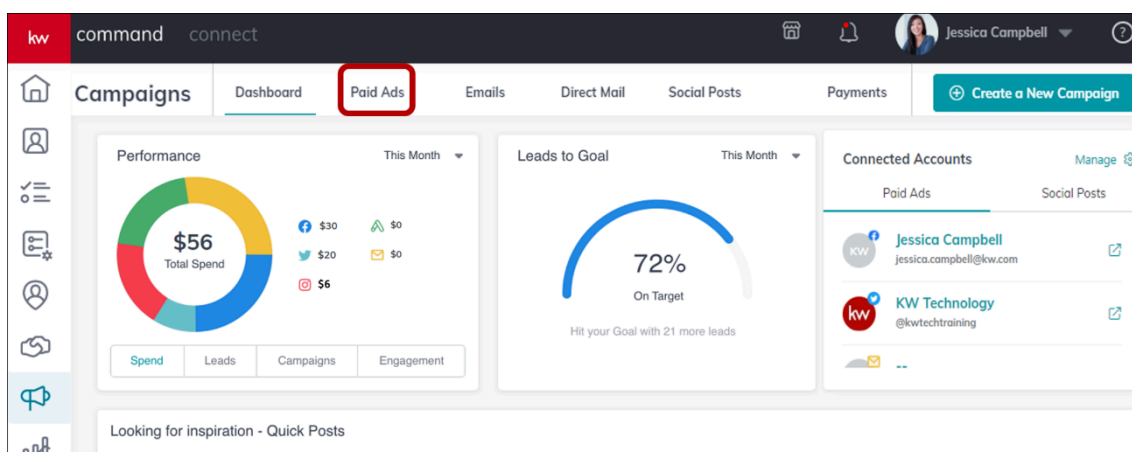 kw command connect Jessica Campbell ?
Campaigns Dashboard Paid Ads Emails Direct Mail Social Posts Payments Create a New Campaign
Performance This Month
$56
Total Spend
$30 $0
$20 $0
$6
Spend Leads Campaigns Engagement
Leads to Goal This Month
72%
On Target
Hit your Goal with 21 more leads
Connected Accounts Manage
Paid Ads Social Posts
KW
Jessica Campbell
jessica.campbell@kw.com
kw
KW Technology
@kwtechtraining
--
Looking for inspiration - Quick Posts